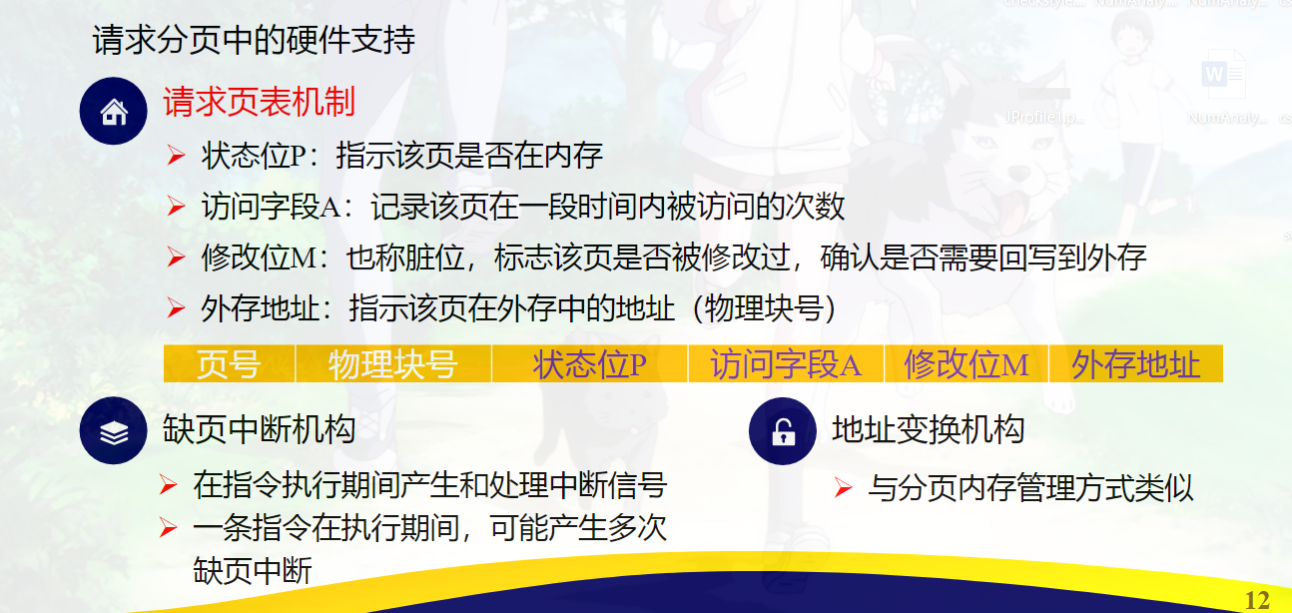 checkstyle... NumAnaly... NumAnaly...
请求分页中的硬件支持
请求页表机制
状态位P：指示该页是否在内存
访问字段A：记录该页在一段时间内被访问的次数
修改位M：也称脏位，标志该页是否被修改过，确认是否需要回写到外存
外存地址：指示该页在外存中的地址（物理块号）
NumAnaly...
页号 物理块号 状态位P 访问字段A 修改位M 外存地址
缺页中断机构
在指令执行期间产生和处理中断信号
一条指令在执行期间，可能产生多次
缺页中断
地址变换机构
与分页内存管理方式类似
12